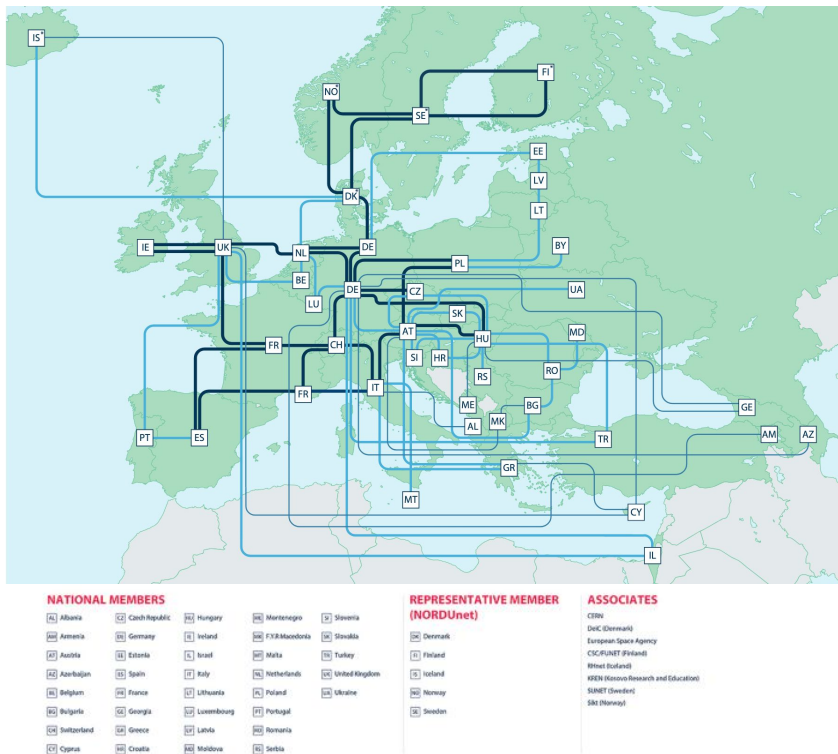 IS*
FI*
NO*
SE*
EE
LV
DK*
LT
IE
UK
NL
DE
BY
PL
BE
LU
DE
CZ
UA
SK
AT
HU
MD
FR
CH
SI
HR
RO
RS
FR
IT
ME
BG
GE
AL
MK
PT
ES
TR
AM
AZ
GR
MT
CY
IL
NATIONAL MEMBERS
AL Albania
AM Armenia
AT Austria
AZ Azerbaijan
BE Belgium
BG Bulgaria
CH Switzerland
CY Cyprus
CZ Czech Republic
DE Germany
EE Estonia
ES Spain
FR France
GE Georgia
GR Greece
HR Croatia
HU Hungary
IE Ireland
IL Israel
IT Italy
LT Lithuania
LU Luxembourg
LV Latvia
MD Moldova
ME Montenegro
MK F.Y.R Macedonia
MT Malta
NL Netherlands
PL Poland
PT Portugal
RO Romania
RS Serbia
SI Slovenia
SK Slovakia
TR Turkey
UK United Kingdom
UA Ukraine
REPRESENTATIVE MEMBER
(NORDUnet)
DK Denmark
FI Finland
IS Iceland
NO Norway
SE Sweden
ASSOCIATES
CERN
DeiC (Denmark)
European Space Agency
CSC/FUNET (Finland)
RHnet (Iceland)
KREN (Kosovo Research and Education)
SUNET (Sweden)
Sikt (Norway)